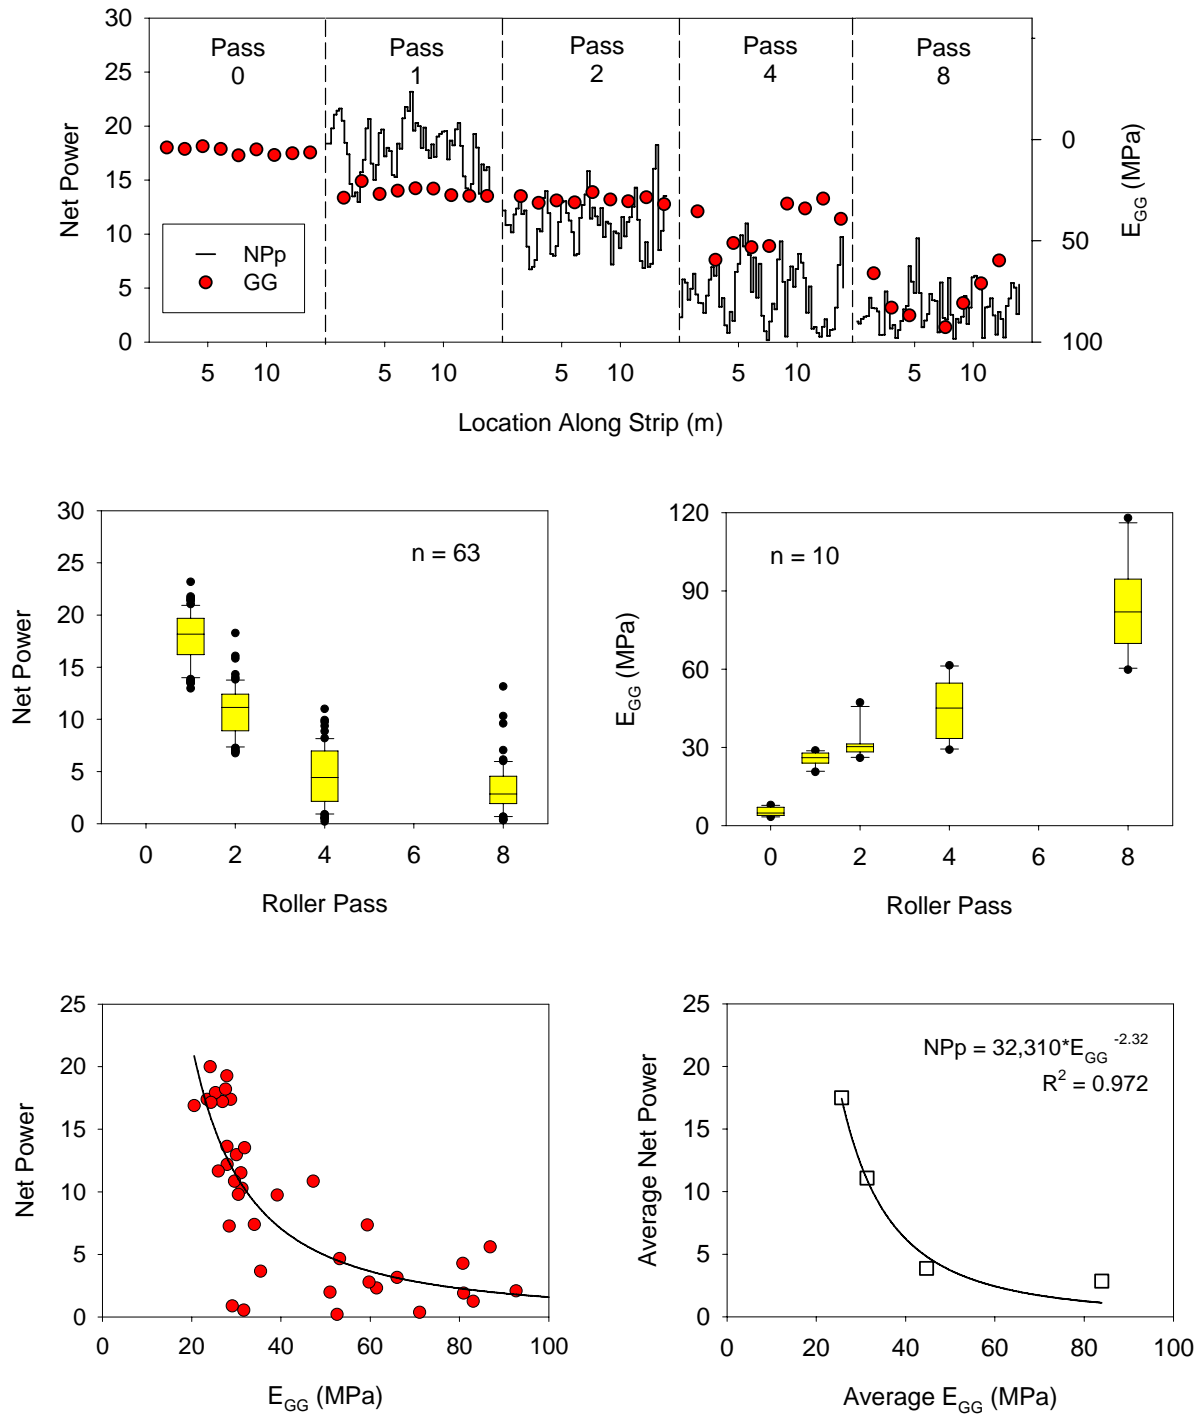 30
25
20
15
10
5
0
Net Power
Pass
0
Pass
1
Pass
2
Pass
4
Pass
8
NPp
GG
0
50
100
E_GG (MPa)
5 10 5 10 5 10 5 10 5 10
Location Along Strip (m)
30
25
20
15
10
5
0
Net Power
n = 63
0 2 4 6 8
Roller Pass
120
90
60
30
0
E_GG (MPa)
n = 10
0 2 4 6 8
Roller Pass
25
20
15
10
5
0
Net Power
0 20 40 60 80 100
E_GG (MPa)
25
20
15
10
5
0
Average Net Power
NPp = 32,310*E_GG ^-2.32
R² = 0.972
0 20 40 60 80 100
Average E_GG (MPa)